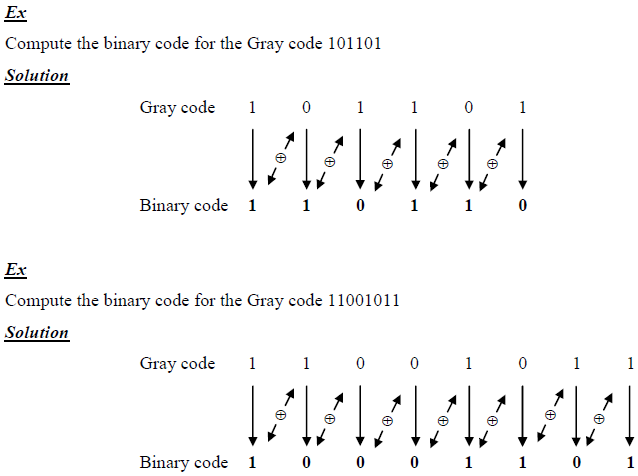 Ex
Compute the binary code for the Gray code 101101
Solution
Gray code 1 0 1 1 0 1
⊕ ⊕ ⊕ ⊕ ⊕
Binary code 1 1 0 1 1 0
Ex
Compute the binary code for the Gray code 11001011
Solution
Gray code 1 1 0 0 1 0 1 1
⊕ ⊕ ⊕ ⊕ ⊕ ⊕ ⊕
Binary code 1 0 0 0 1 1 0 1